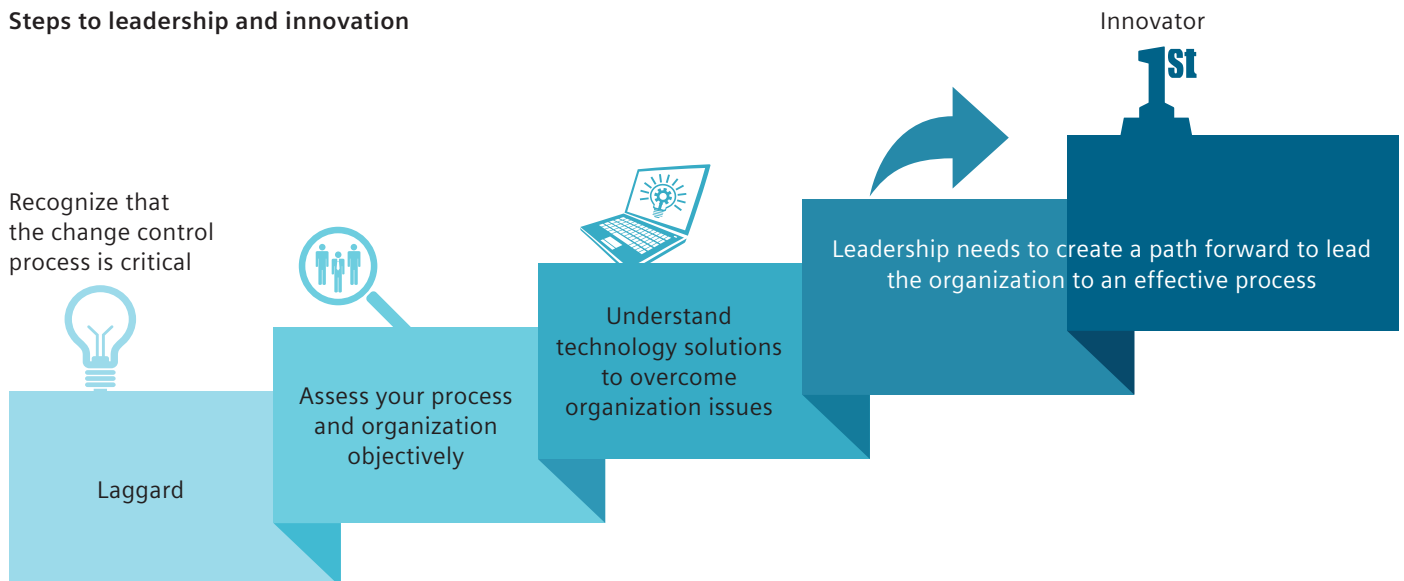 Steps to leadership and innovation
Innovator
1St
Recognize that
the change control
process is critical
Laggard
Assess your process
and organization
objectively
Understand
technology solutions
to overcome
organization issues
Leadership needs to create a path forward to lead
the organization to an effective process